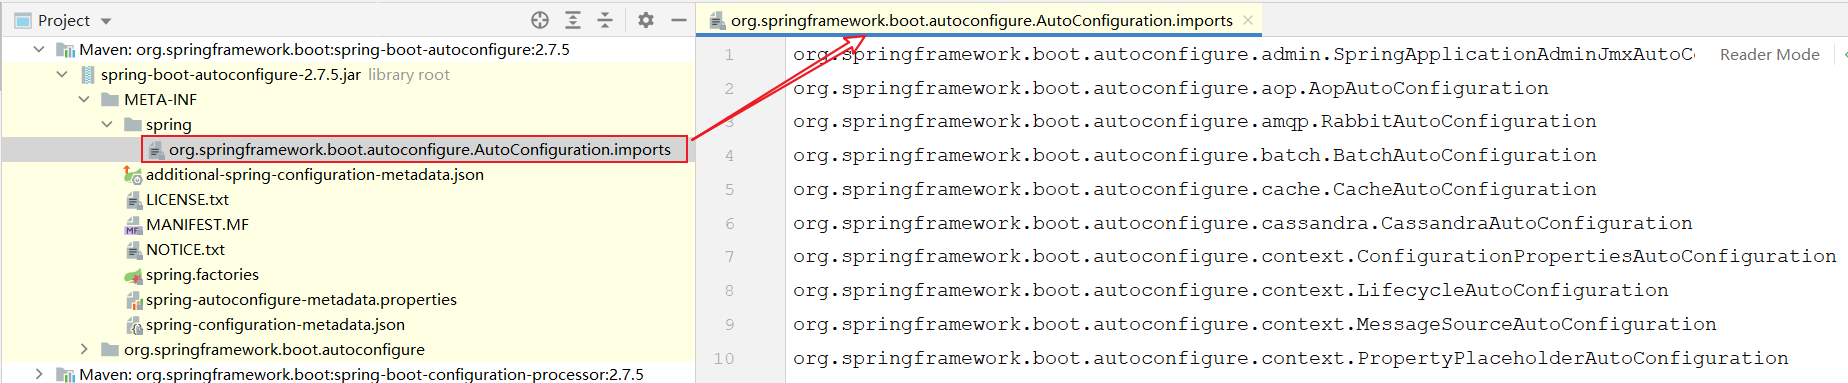 Project
Maven: org.springframework.boot:spring-boot-autoconfigure:2.7.5
spring-boot-autoconfigure-2.7.5.jar library root
META-INF
spring
org.springframework.boot.autoconfigure.AutoConfiguration.imports
additional-spring-configuration-metadata.json
LICENSE.txt
MANIFEST.MF
NOTICE.txt
spring.factories
spring-autoconfigure-metadata.properties
spring-configuration-metadata.json
org.springframework.boot.autoconfigure
Maven: org.springframework.boot:spring-boot-configuration-processor:2.7.5
org.springframework.boot.autoconfigure.AutoConfiguration.imports
1 org.springframework.boot.autoconfigure.admin.SpringApplicationAdminJmxAutoCo Reader Mode
2 org.springframework.boot.autoconfigure.aop.AopAutoConfiguration
3 org.springframework.boot.autoconfigure.amqp.RabbitAutoConfiguration
4 org.springframework.boot.autoconfigure.batch.BatchAutoConfiguration
5 org.springframework.boot.autoconfigure.cache.CacheAutoConfiguration
6 org.springframework.boot.autoconfigure.cassandra.CassandraAutoConfiguration
7 org.springframework.boot.autoconfigure.context.ConfigurationPropertiesAutoConfiguration
8 org.springframework.boot.autoconfigure.context.LifecycleAutoConfiguration
9 org.springframework.boot.autoconfigure.context.MessageSourceAutoConfiguration
10 org.springframework.boot.autoconfigure.context.PropertyPlaceholderAutoConfiguration